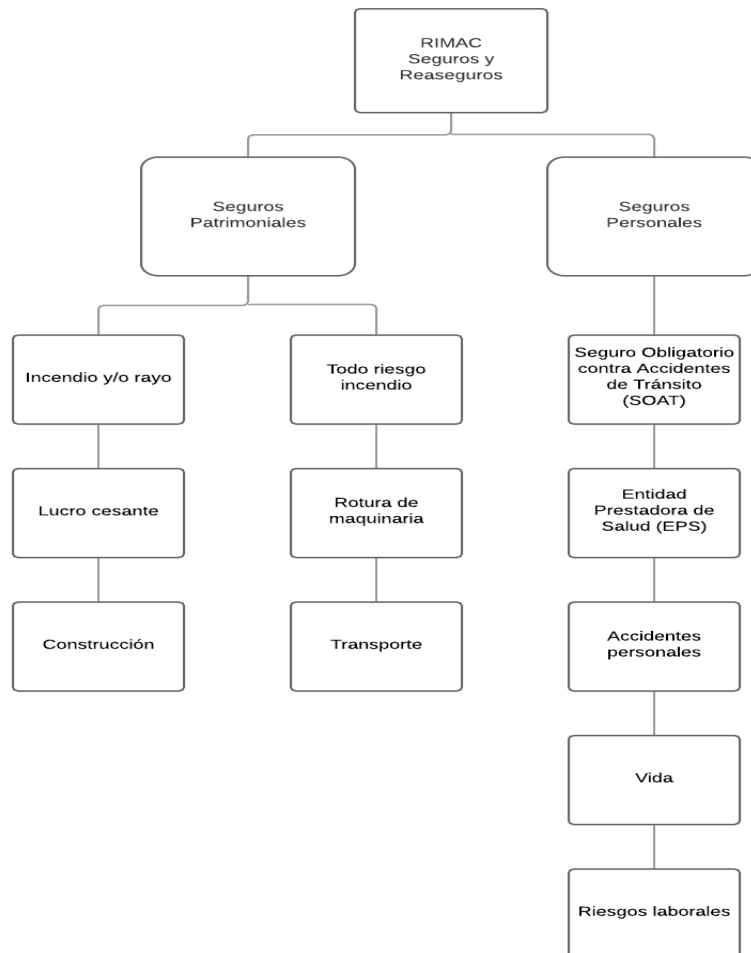 RIMAC
Seguros y
Reaseguros
Seguros
Patrimoniales
Seguros
Personales
Incendio y/o rayo
Todo riesgo
incendio
Seguro Obligatorio
contra Accidentes
de Tránsito
(SOAT)
Lucro cesante
Rotura de
maquinaria
Entidad
Prestadora de
Salud (EPS)
Construcción
Transporte
Accidentes
personales
Vida
Riesgos laborales